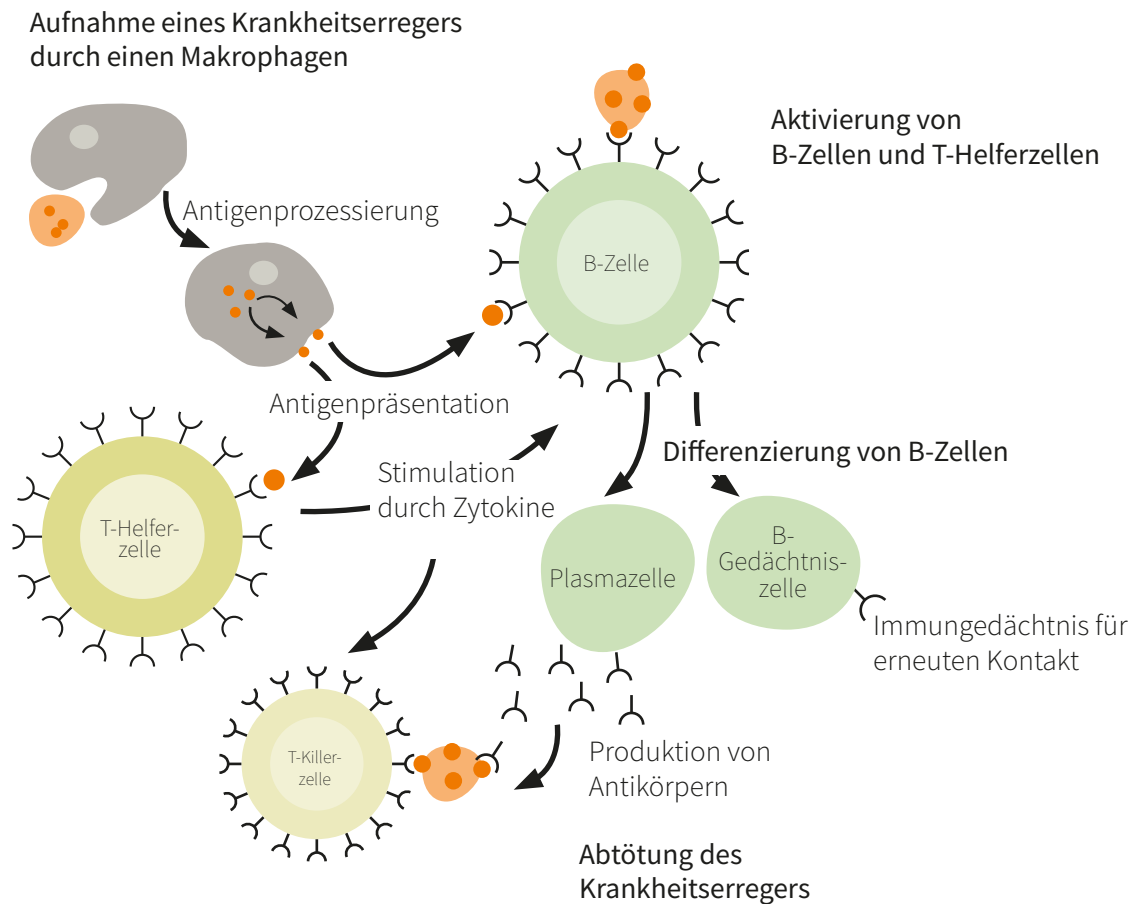 Aufnahme eines Krankheitserregers
durch einen Makrophagen
Aktivierung von
B-Zellen und T-Helferzellen
Antigenprozessierung
B-Zelle
Antigenpräsentation
Differenzierung von B-Zellen
Stimulation
durch Zytokine
T-Helfer-
zelle
Plasmazelle
B-
Gedächtnis-
zelle
Immungedächtnis für
erneuten Kontakt
T-Killer-
zelle
Produktion von
Antikörpern
Abtötung des
Krankheitserregers